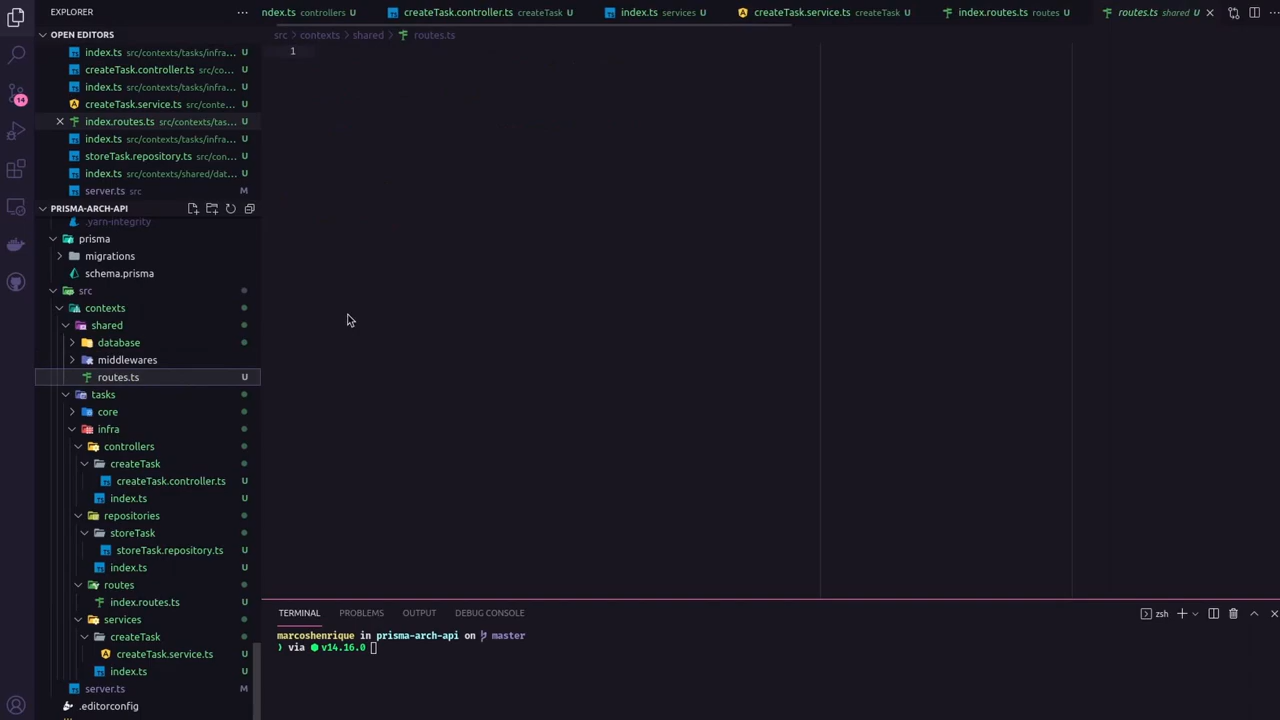 EXPLORER
OPEN EDITORS
index.ts src/contexts/tasks/infra...
createTask.controller.ts src/co...
index.ts src/contexts/tasks/infra...
createTask.service.ts src/conte...
index.routes.ts src/contexts/tas...
index.ts src/contexts/tasks/infra...
storeTask.repository.ts src/con...
index.ts src/contexts/shared/dat...
server.ts src
U
U
U
U
U
U
U
U
M
14
PRISMA-ARCH-API
.yarn-integrity
prisma
migrations
schema.prisma
src
contexts
shared
database
middlewares
routes.ts U
tasks
core
infra
controllers
createTask
createTask.controller.ts U
index.ts U
repositories
storeTask
storeTask.repository.ts U
index.ts U
routes
index.routes.ts U
services
createTask
createTask.service.ts U
index.ts U
server.ts M
.editorconfig
ndex.ts controllers U
createTask.controller.ts createTask U
index.ts services U
createTask.service.ts createTask U
index.routes.ts routes U
routes.ts shared U
src > contexts > shared > routes.ts
1
TERMINAL PROBLEMS OUTPUT DEBUG CONSOLE
zsh
marcoshenrique in prisma-arch-api on master
) via v14.16.0